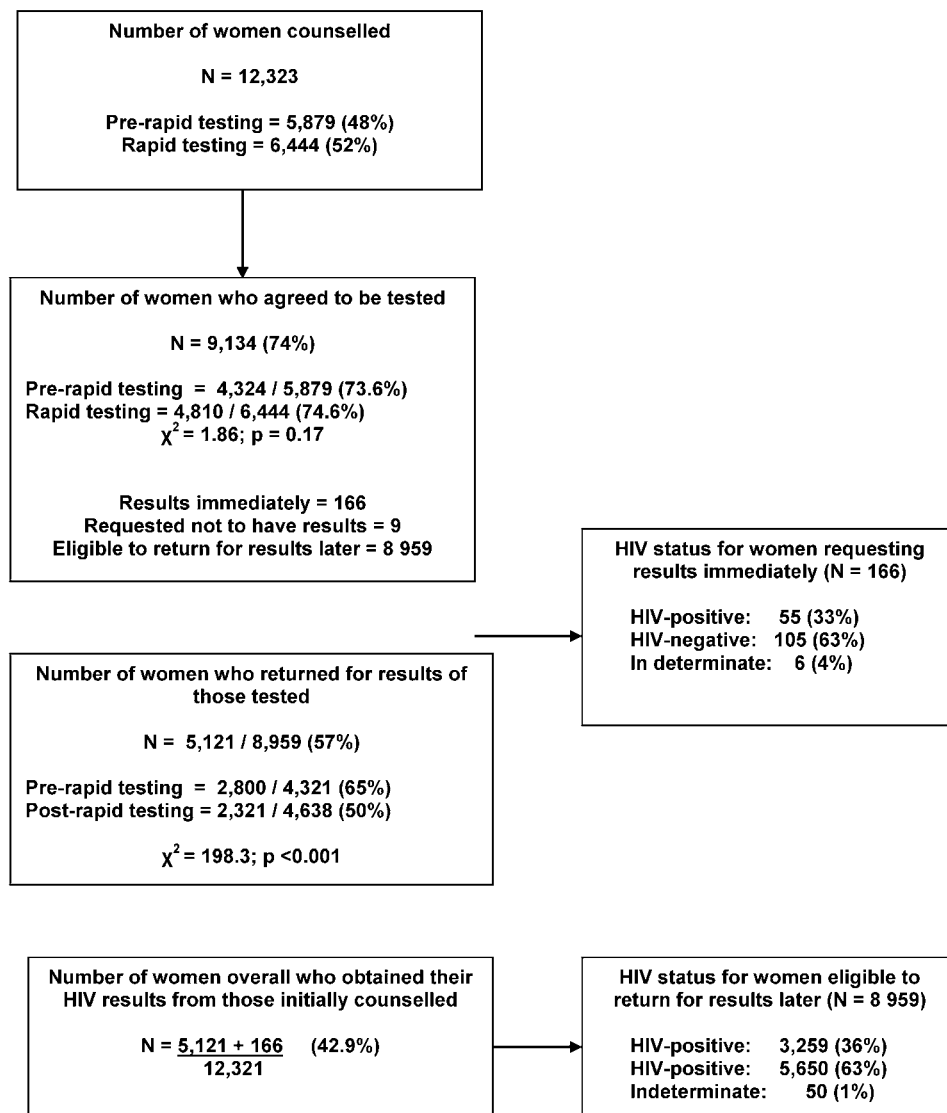 Number of women counselled
N = 12,323
Pre-rapid testing = 5,879 (48%)
Rapid testing = 6,444 (52%)
Number of women who agreed to be tested
N = 9,134 (74%)
Pre-rapid testing = 4,324 / 5,879 (73.6%)
Rapid testing = 4,810 / 6,444 (74.6%)
χ² = 1.86; p = 0.17
Results immediately = 166
Requested not to have results = 9
Eligible to return for results later = 8 959
HIV status for women requesting
results immediately (N = 166)
HIV-positive: 55 (33%)
HIV-negative: 105 (63%)
In determinate: 6 (4%)
Number of women who returned for results of
those tested
N = 5,121 / 8,959 (57%)
Pre-rapid testing = 2,800 / 4,321 (65%)
Post-rapid testing = 2,321 / 4,638 (50%)
χ² = 198.3; p <0.001
Number of women overall who obtained their
HIV results from those initially counselled
N = 5,121 + 166 (42.9%)
12,321
HIV status for women eligible to
return for results later (N = 8 959)
HIV-positive: 3,259 (36%)
HIV-positive: 5,650 (63%)
Indeterminate: 50 (1%)